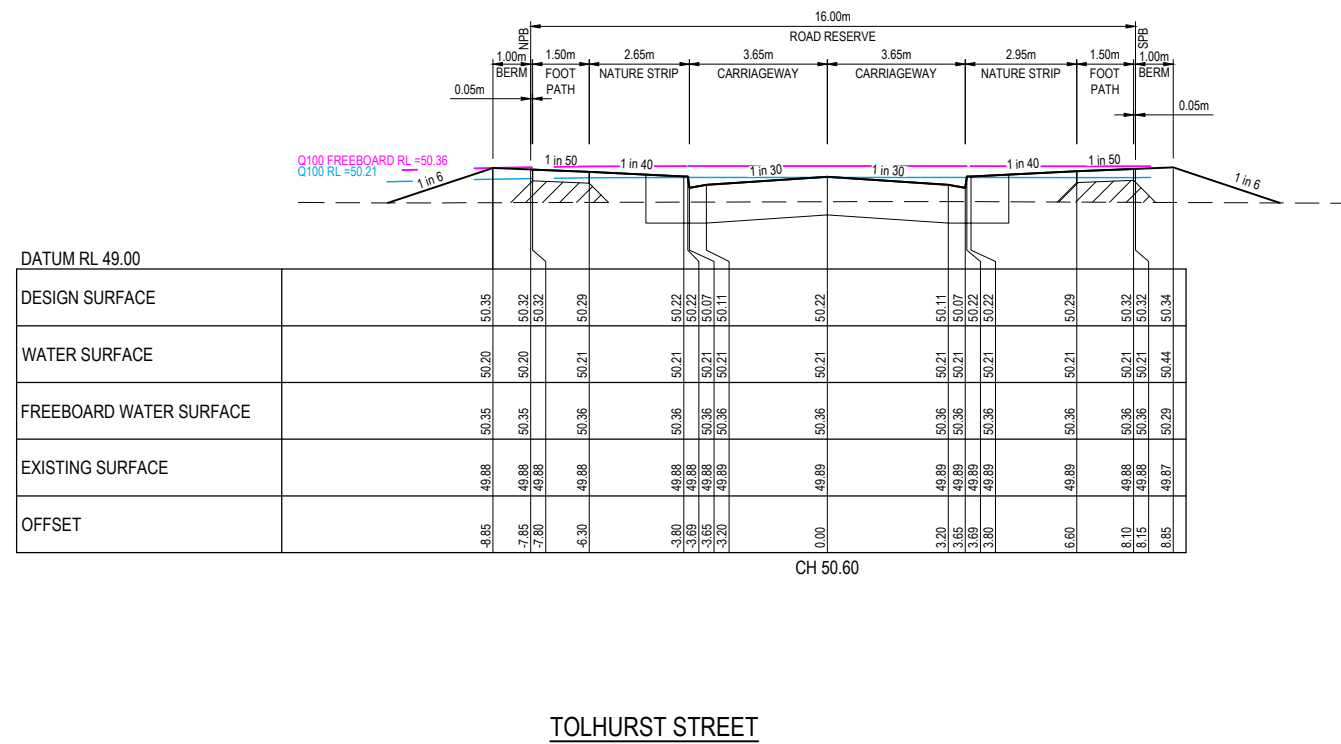 16.00m
ROAD RESERVE
NPB
SPB
1.00m 1.50m 2.65m 3.65m 3.65m 2.95m 1.50m 1.00m
BERM FOOT PATH NATURE STRIP CARRIAGEWAY CARRIAGEWAY NATURE STRIP FOOT PATH BERM
0.05m 0.05m
Q100 FREEBOARD RL =50.36
Q100 RL =50.21
1 in 6 1 in 50 1 in 40 1 in 30 1 in 30 1 in 40 1 in 50 1 in 6
DATUM RL 49.00
DESIGN SURFACE 50.35 50.32 50.32 50.29 50.22 50.22 50.07 50.11 50.22 50.11 50.07 50.22 50.22 50.29 50.32 50.32 50.34
WATER SURFACE 50.20 50.20 50.21 50.21 50.21 50.21 50.21 50.21 50.21 50.21 50.21 50.21 50.21 50.44
FREEBOARD WATER SURFACE 50.35 50.35 50.36 50.36 50.36 50.36 50.36 50.36 50.36 50.36 50.36 50.36 50.36 50.29
EXISTING SURFACE 49.88 49.88 49.88 49.88 49.88 49.88 49.88 49.89 49.89 49.89 49.89 49.89 49.89 49.89 49.88 49.88 49.87
OFFSET -8.85 -7.85 -7.80 -6.30 -3.80 -3.69 -3.65 -3.20 0.00 3.20 3.65 3.69 3.80 6.60 8.10 8.15 8.85
CH 50.60
TOLHURST STREET